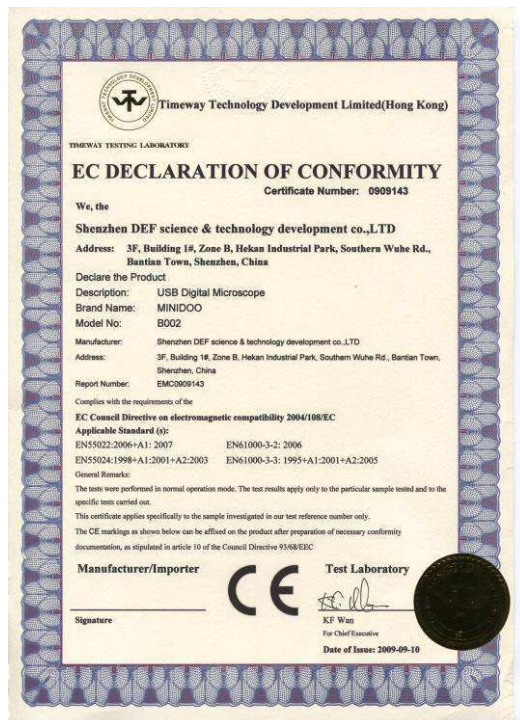 Timeway Technology Development Limited(Hong Kong)
TIMEWAY TESTING LABORATORY
EC DECLARATION OF CONFORMITY
Certificate Number: 0909143
We, the
Shenzhen DEF science & technology development co.,LTD
Address: 3F, Building 1#, Zone B, Hekan Industrial Park, Southern Wuhe Rd.,
Bantian Town, Shenzhen, China
Declare the Product
Description: USB Digital Microscope
Brand Name: MINIDOO
Model No: B002
Manufacturer: Shenzhen DEF science & technology development co.,LTD
Address: 3F, Building 1#, Zone B, Hekan Industrial Park, Southern Wuhe Rd., Bantian Town,
Shenzhen, China
Report Number: EMC0909143
Complies with the requirements of the
EC Council Directive on electromagnetic compatibility 2004/108/EC
Applicable Standard (s):
EN55022:2006+A1: 2007 EN61000-3-2: 2006
EN55024:1998+A1:2001+A2:2003 EN61000-3-3: 1995+A1:2001+A2:2005
General Remarks:
The tests were performed in normal operation mode. The test results apply only to the particular sample tested and to the
specific tests carried out.
This certificate applies specifically to the sample investigated in our test reference number only.
The CE markings as shown below can be affixed on the product after preparation of necessary conformity
documentation, as stipulated in article 10 of the Council Directive 93/68/EEC
Manufacturer/Importer CE Test Laboratory
Signature KF Wan
For Chief Executive
Date of Issue: 2009-09-10